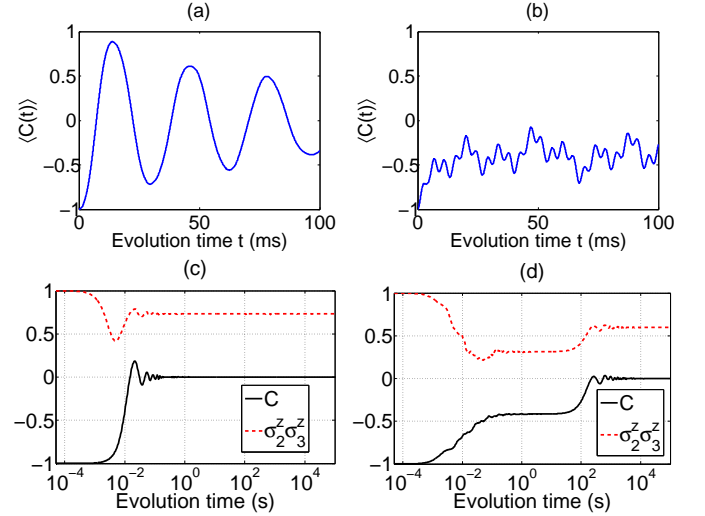 (a)
(b)
1
0.5
0
−0.5
−1
⟨C(t)⟩
0
50
100
Evolution time t (ms)
1
0.5
0
−0.5
−1
⟨C(t)⟩
0
50
100
Evolution time t (ms)
(c)
(d)
1
0.5
0
−0.5
−1
C
σ₂ᶻσ₃ᶻ
10⁻⁴
10⁻²
10⁰
10²
10⁴
Evolution time (s)
1
0.5
0
−0.5
−1
C
σ₂ᶻσ₃ᶻ
10⁻⁴
10⁻²
10⁰
10²
10⁴
Evolution time (s)